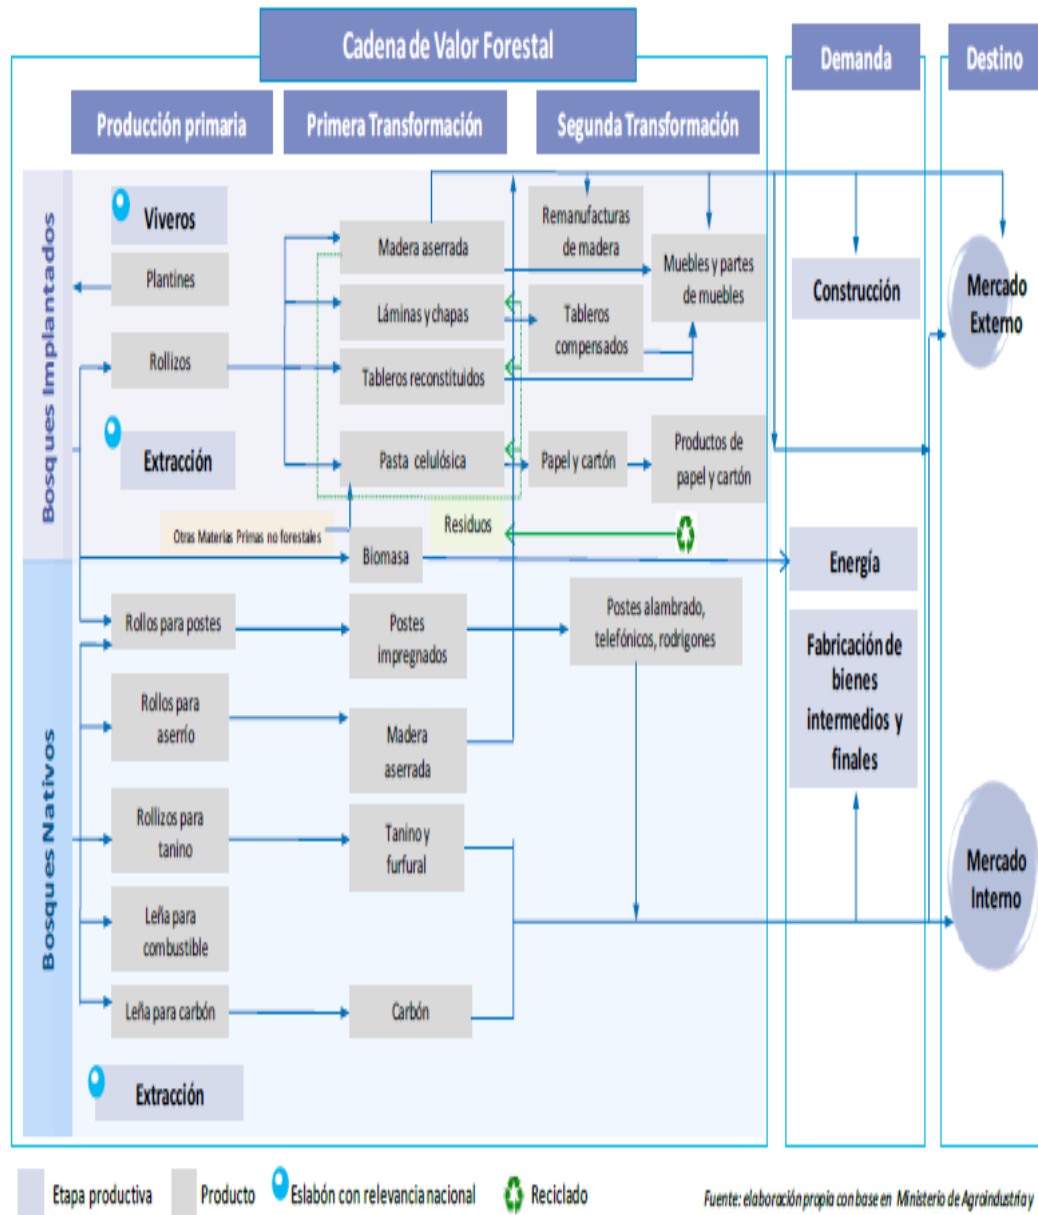 Cadena de Valor Forestal
Demanda
Destino
Producción primaria
Primera Transformación
Segunda Transformación
Bosques Implantados
Viveros
Plantines
Rollizos
Extracción
Madera aserrada
Láminas y chapas
Tableros reconstituidos
Pasta celulósica
Remanufacturas
de madera
Muebles y partes
de muebles
Tableros
compensados
Papel y cartón
Productos de
papel y cartón
Construcción
Mercado
Externo
Otras Materias Primas no forestales
Residuos
Biomasa
Energía
Bosques Nativos
Rollos para postes
Postes
impregnados
Postes alambrado,
telefónicos, rodrigones
Fabricación de
bienes
intermedios y
finales
Rollos para
aserrío
Madera
aserrada
Rollizos para
tanino
Tanino y
furfural
Mercado
Interno
Leña para
combustible
Leña para carbón
Carbón
Extracción
Etapa productiva
Producto
Eslabón con relevancia nacional
Reciclado
Fuente: elaboración propia con base en Ministerio de Agroindustria y